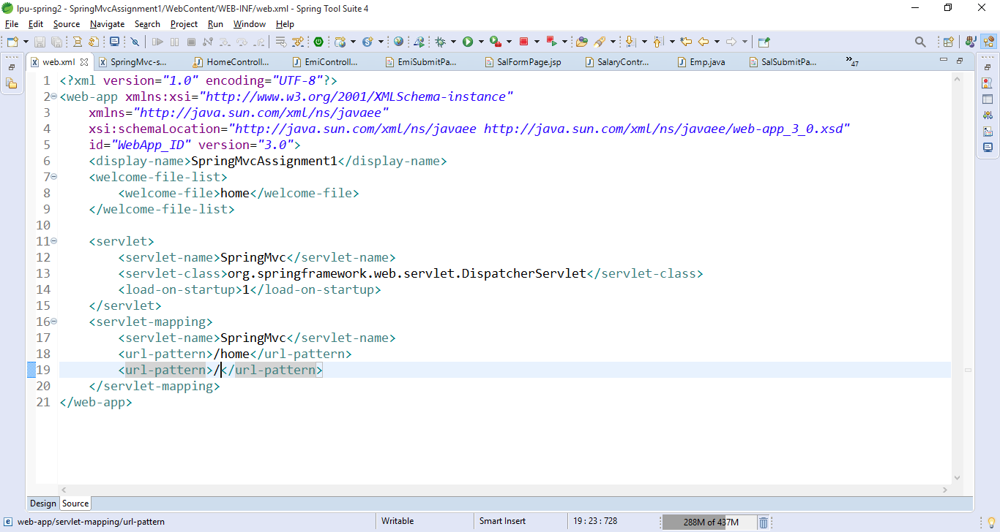 lpu-spring2 - SpringMvcAssignment1/WebContent/WEB-INF/web.xml - Spring Tool Suite 4
File Edit Source Navigate Search Project Run Window Help
web.xml SpringMvc-s... HomeControll... EmiControll... EmiSubmitPa... SalFormPage.jsp SalaryContr... Emp.java SalSubmitPa... »47
1 <?xml version="1.0" encoding="UTF-8"?>
2 <web-app xmlns:xsi="http://www.w3.org/2001/XMLSchema-instance"
3     xmlns="http://java.sun.com/xml/ns/javaee"
4     xsi:schemaLocation="http://java.sun.com/xml/ns/javaee http://java.sun.com/xml/ns/javaee/web-app_3_0.xsd"
5     id="WebApp_ID" version="3.0">
6     <display-name>SpringMvcAssignment1</display-name>
7     <welcome-file-list>
8         <welcome-file>home</welcome-file>
9     </welcome-file-list>
10
11     <servlet>
12         <servlet-name>SpringMvc</servlet-name>
13         <servlet-class>org.springframework.web.servlet.DispatcherServlet</servlet-class>
14         <load-on-startup>1</load-on-startup>
15     </servlet>
16     <servlet-mapping>
17         <servlet-name>SpringMvc</servlet-name>
18         <url-pattern>/home</url-pattern>
19         <url-pattern>/</url-pattern>
20     </servlet-mapping>
21 </web-app>
Design Source
web-app/servlet-mapping/url-pattern Writable Smart Insert 19 : 23 : 728 288M of 437M